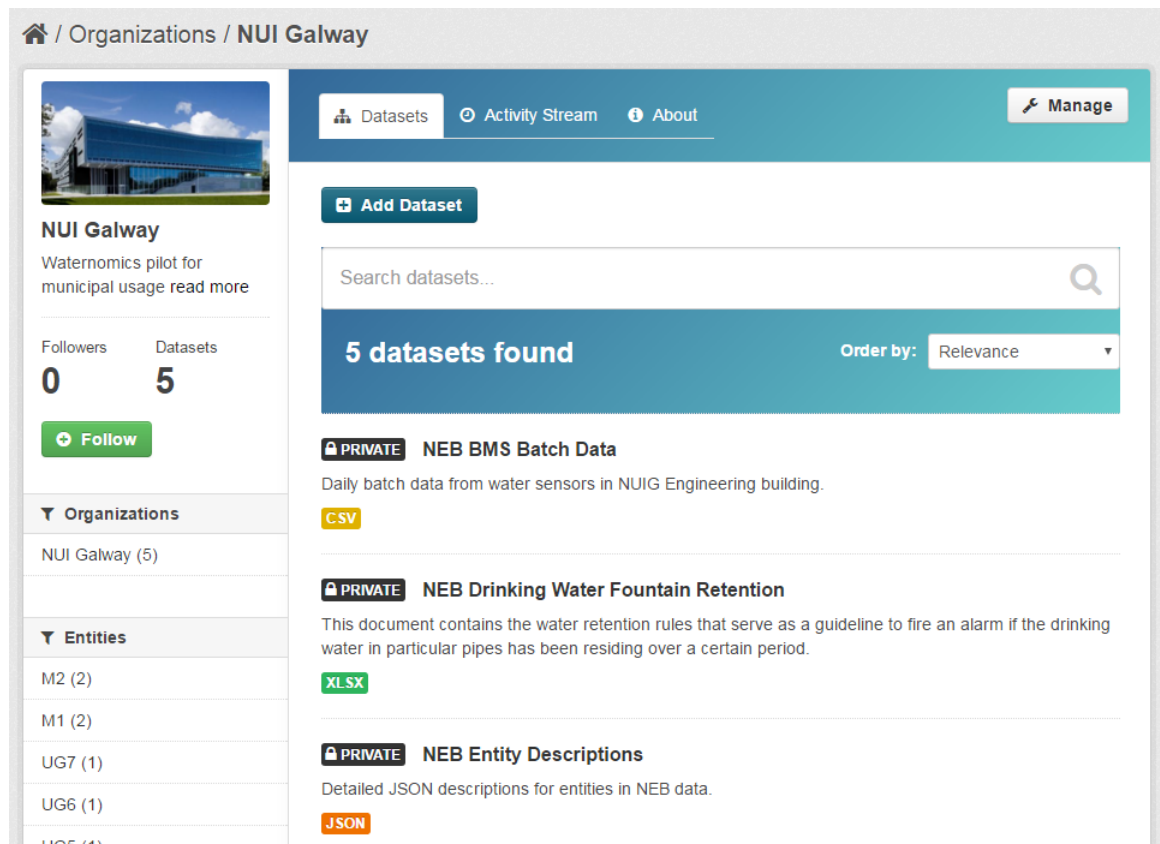 / Organizations / NUI Galway
NUI Galway
Waternomics pilot for
municipal usage read more
Followers Datasets
0 5
Follow
Organizations
NUI Galway (5)
Entities
M2 (2)
M1 (2)
UG7 (1)
UG6 (1)
Datasets Activity Stream About
Manage
Add Dataset
Search datasets...
5 datasets found
Order by: Relevance
PRIVATE NEB BMS Batch Data
Daily batch data from water sensors in NUIG Engineering building.
CSV
PRIVATE NEB Drinking Water Fountain Retention
This document contains the water retention rules that serve as a guideline to fire an alarm if the drinking
water in particular pipes has been residing over a certain period.
XLSX
PRIVATE NEB Entity Descriptions
Detailed JSON descriptions for entities in NEB data.
JSON